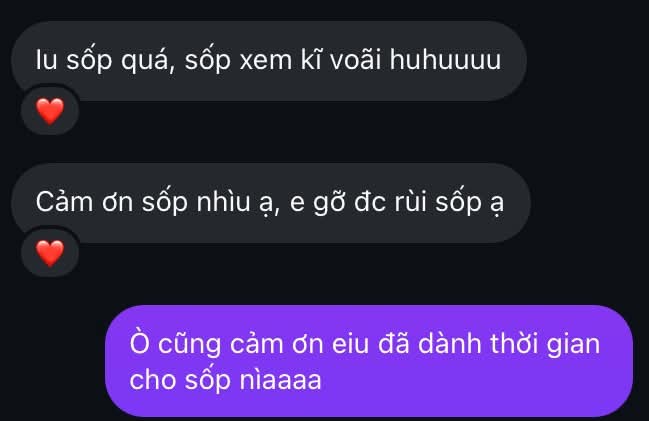 Iu sốp quá, sốp xem kĩ voãi huhuuuu
Cảm ơn sốp nhìu ạ, e gỡ đc rùi sốp ạ
Ò cũng cảm ơn eiu đã dành thời gian
cho sốp nìaaaa